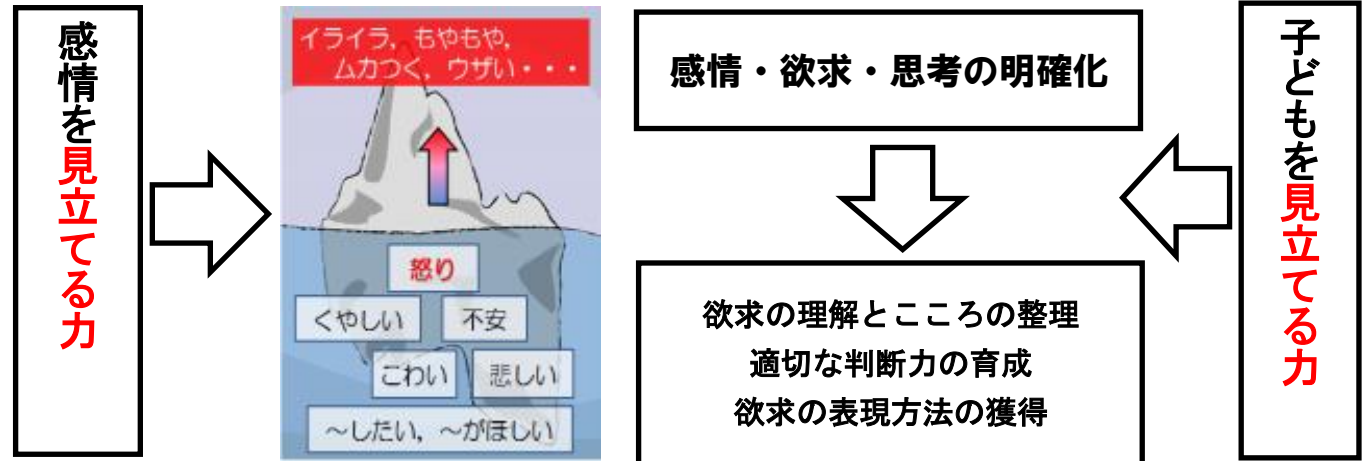 感情を見立てる力
イライラ，もやもや，
ムカつく，ウザい・・・
怒り
くやしい
不安
こわい
悲しい
～したい，～がほしい
感情・欲求・思考の明確化
欲求の理解とこころの整理
適切な判断力の育成
欲求の表現方法の獲得
子どもを見立てる力